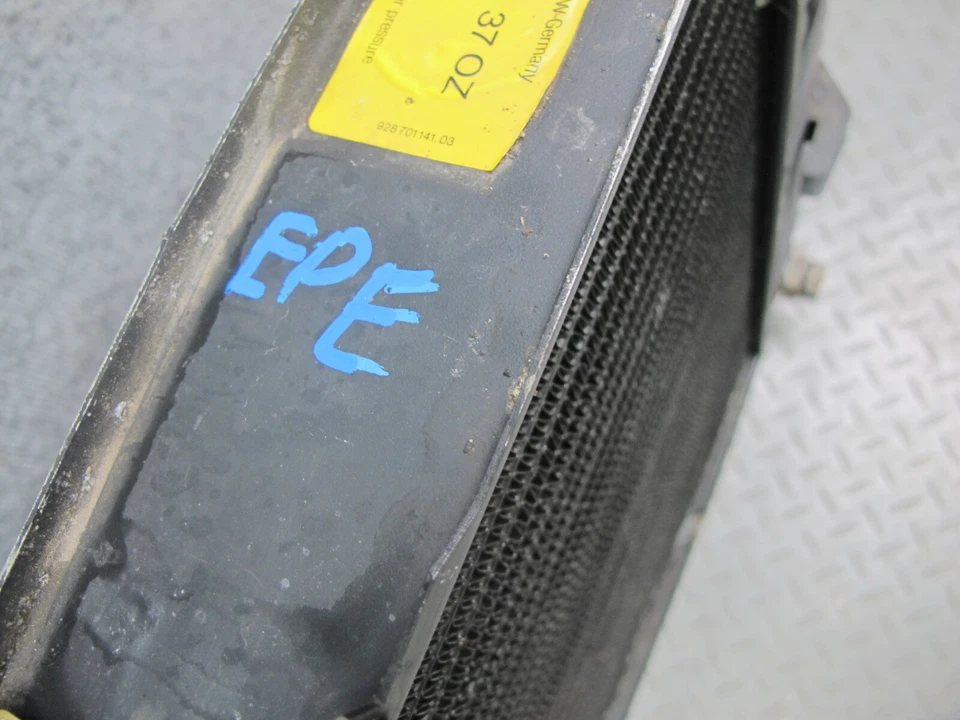 W-Germany
37 OZ
r pressure
928 701 141. 03
EPE